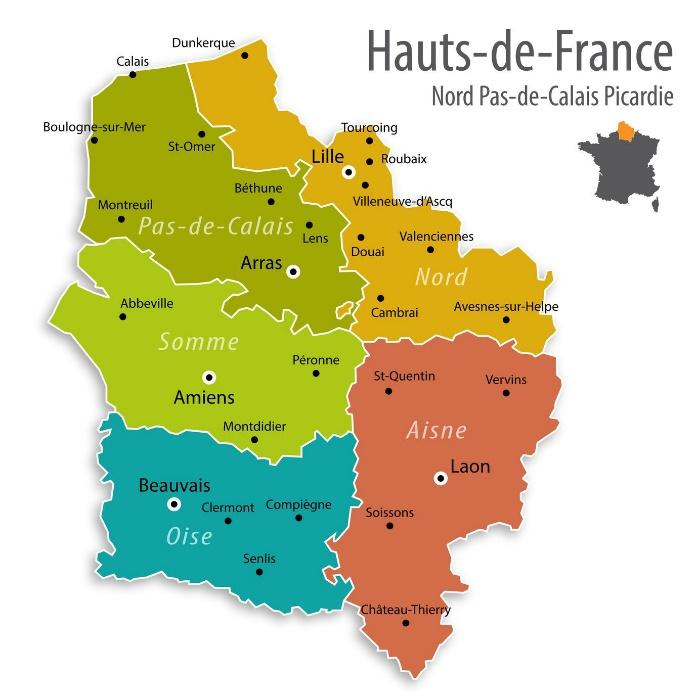 Hauts-de-France
Nord Pas-de-Calais Picardie
Dunkerque
Calais
Boulogne-sur-Mer
St-Omer
Tourcoing
Lille
Roubaix
Villeneuve-d'Ascq
Béthune
Montreuil
Pas-de-Calais
Lens
Douai
Valenciennes
Arras
Nord
Abbeville
Cambrai
Avesnes-sur-Helpe
Somme
Péronne
St-Quentin
Vervins
Amiens
Montdidier
Aisne
Laon
Beauvais
Clermont
Compiègne
Soissons
Oise
Senlis
Château-Thierry